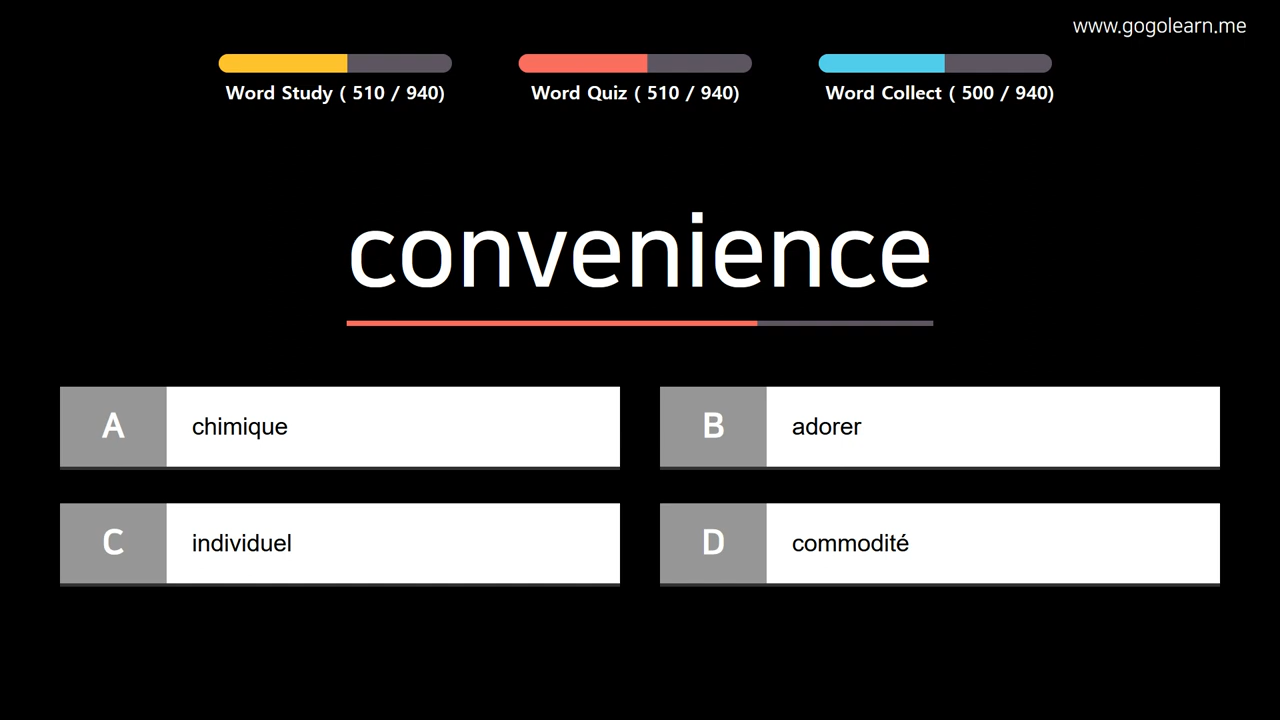 www.gogolearn.me
Word Study ( 510 / 940)
Word Quiz ( 510 / 940)
Word Collect ( 500 / 940)
convenience
A
chimique
B
adorer
C
individuel
D
commodité